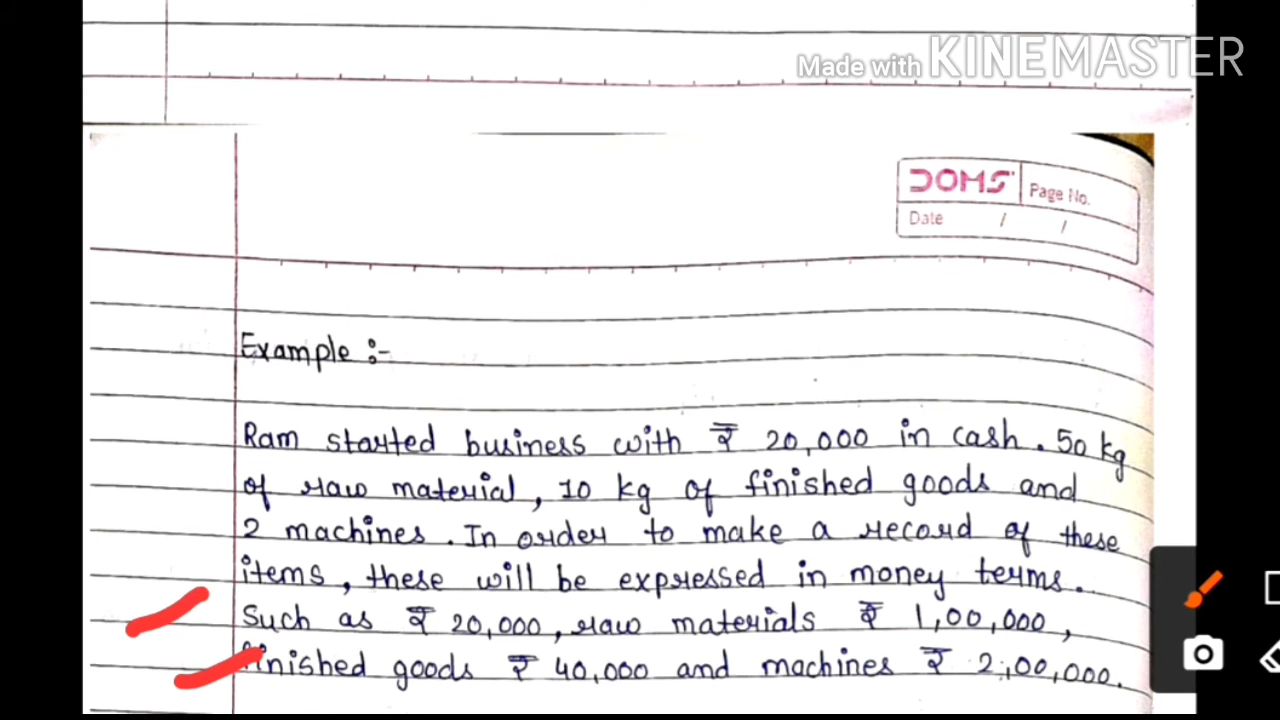 Made with KINEMASTER
DOMS Page No.
Date / /
Example :-
Ram started business with ₹ 20,000 in cash. 50 kg
of raw material, 10 kg of finished goods and
2 machines. In order to make a record of these
items, these will be expressed in money terms.
Such as ₹ 20,000, raw materials ₹ 1,00,000,
finished goods ₹ 40,000 and machines ₹ 2,00,000.